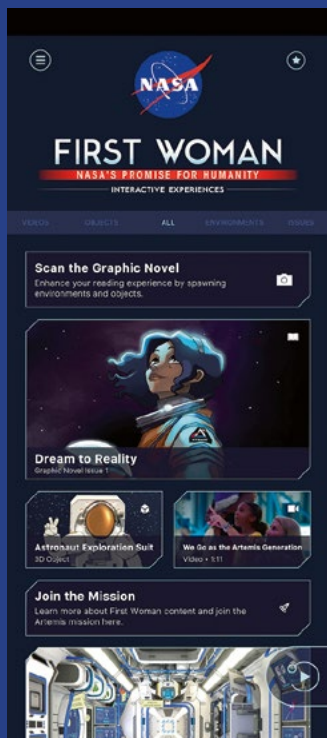 NASA
FIRST WOMAN
NASA'S PROMISE FOR HUMANITY
INTERACTIVE EXPERIENCES
VIDEOS OBJECTS ALL ENVIRONMENTS ISSUES
Scan the Graphic Novel
Enhance your reading experience by spawning
environments and objects.
Dream to Reality
Graphic Novel Issue 1
Astronaut Exploration Suit
3D Object
We Go as the Artemis Generation
Video • 1:11
Join the Mission
Learn more about First Woman content and join the
Artemis mission here.